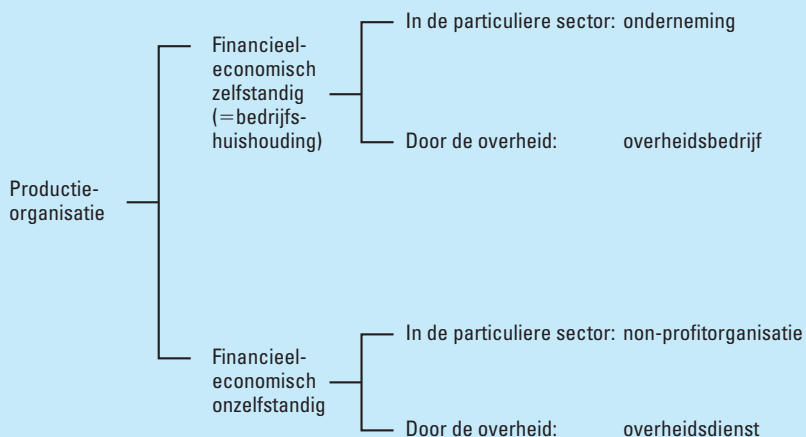 In de particuliere sector: onderneming
Financieel-
economisch
zelfstandig
(=bedrijfs-
huishouding)
Door de overheid: overheidsbedrijf
Productie-
organisatie
In de particuliere sector: non-profitorganisatie
Financieel-
economisch
onzelfstandig
Door de overheid: overheidsdienst